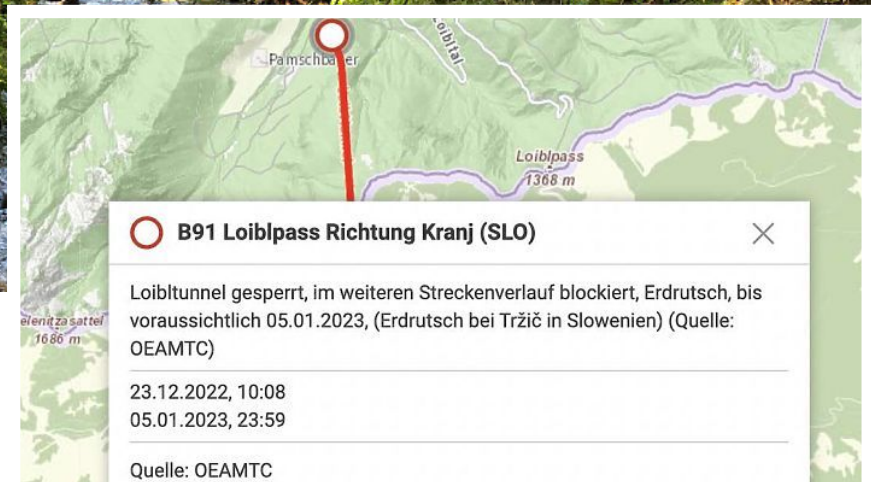 Pamschbauer
Loibltal
Loiblpass
1368 m
B91 Loiblpass Richtung Kranj (SLO)
Loibltunnel gesperrt, im weiteren Streckenverlauf blockiert, Erdrutsch, bis
voraussichtlich 05.01.2023, (Erdrutsch bei Tržič in Slowenien) (Quelle:
OEAMTC)
elenitzasattel
1686 m
23.12.2022, 10:08
05.01.2023, 23:59
Quelle: OEAMTC